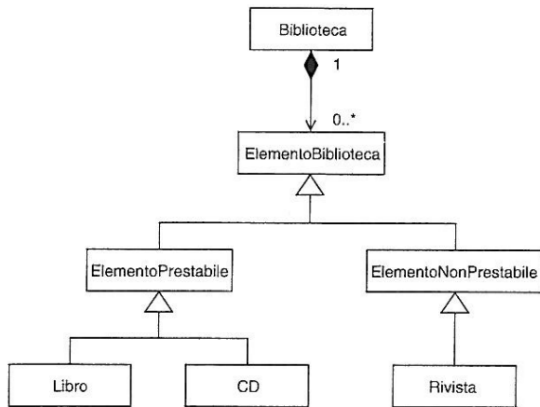 Biblioteca
1
0..*
ElementoBiblioteca
ElementoPrestabile
ElementoNonPrestabile
Libro
CD
Rivista